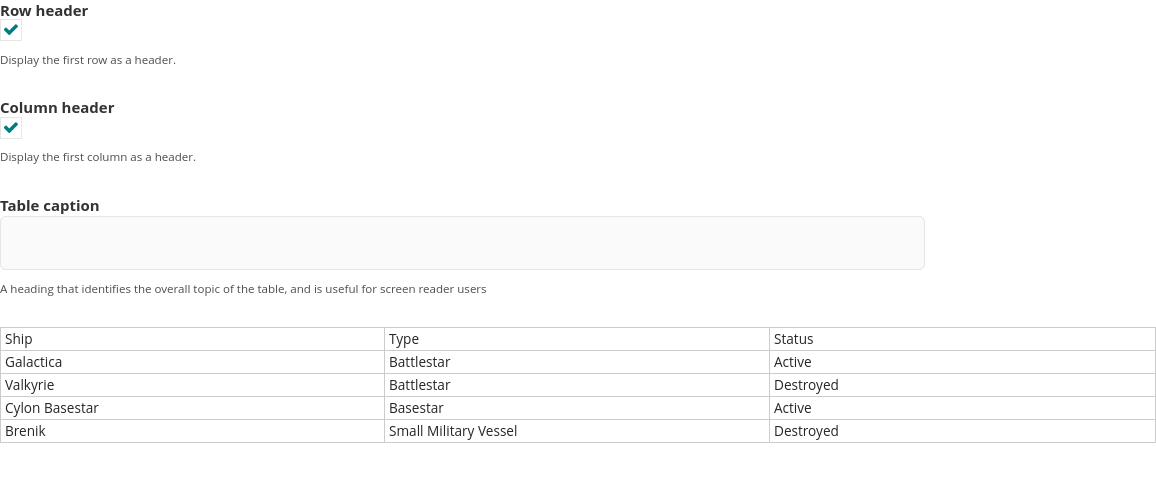 Row header
Display the first row as a header.
Column header
Display the first column as a header.
Table caption
A heading that identifies the overall topic of the table, and is useful for screen reader users
Ship Type Status
Galactica Battlestar Active
Valkyrie Battlestar Destroyed
Cylon Basestar Basestar Active
Brenik Small Military Vessel Destroyed